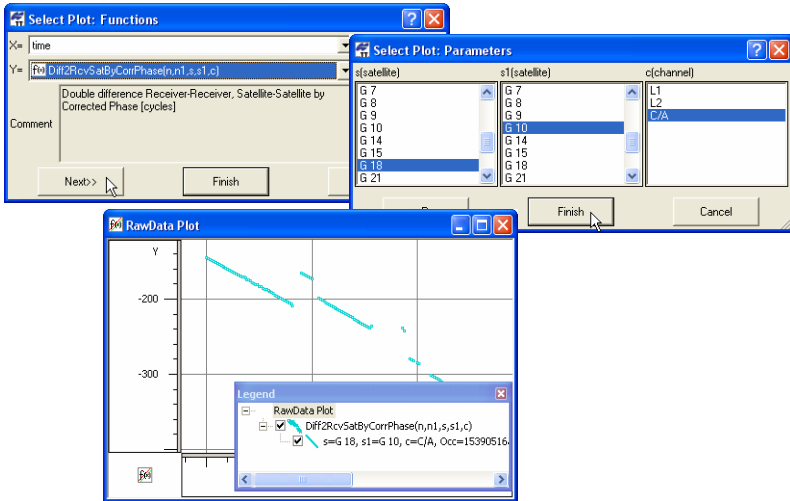 Select Plot: Functions
X= time
Y= f(x) Diff2RcvSatByCorrPhase(n,n1,s,s1,c)
Comment
Double difference Receiver-Receiver, Satellite-Satellite by
Corrected Phase [cycles]
Next>>
Finish
Select Plot: Parameters
s(satellite)
G 7
G 8
G 9
G 10
G 14
G 15
G 18
G 21
s1(satellite)
G 7
G 8
G 9
G 10
G 14
G 15
G 18
G 21
c(channel)
L1
L2
C/A
Finish
Cancel
RawData Plot
Y
-200
-300
Legend
RawData Plot
Diff2RcvSatByCorrPhase(n,n1,s,s1,c)
s=G 18, s1=G 10, c=C/A, Occ=15390516